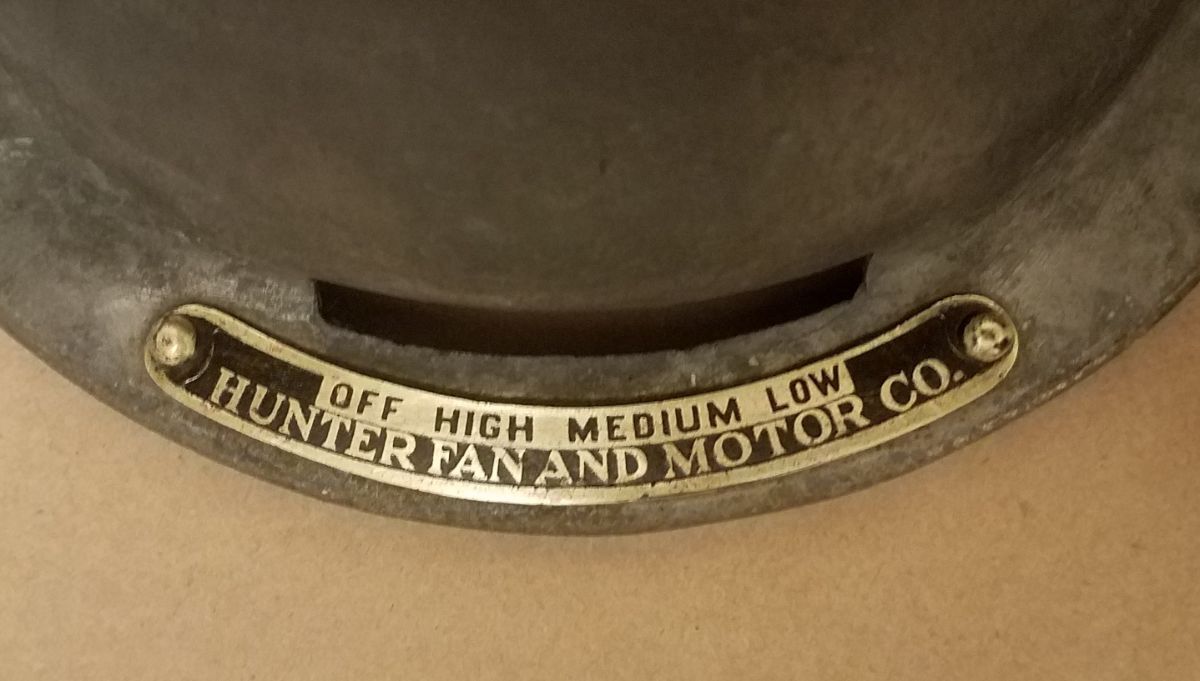 OFF HIGH MEDIUM LOW
HUNTER FAN AND MOTOR CO.